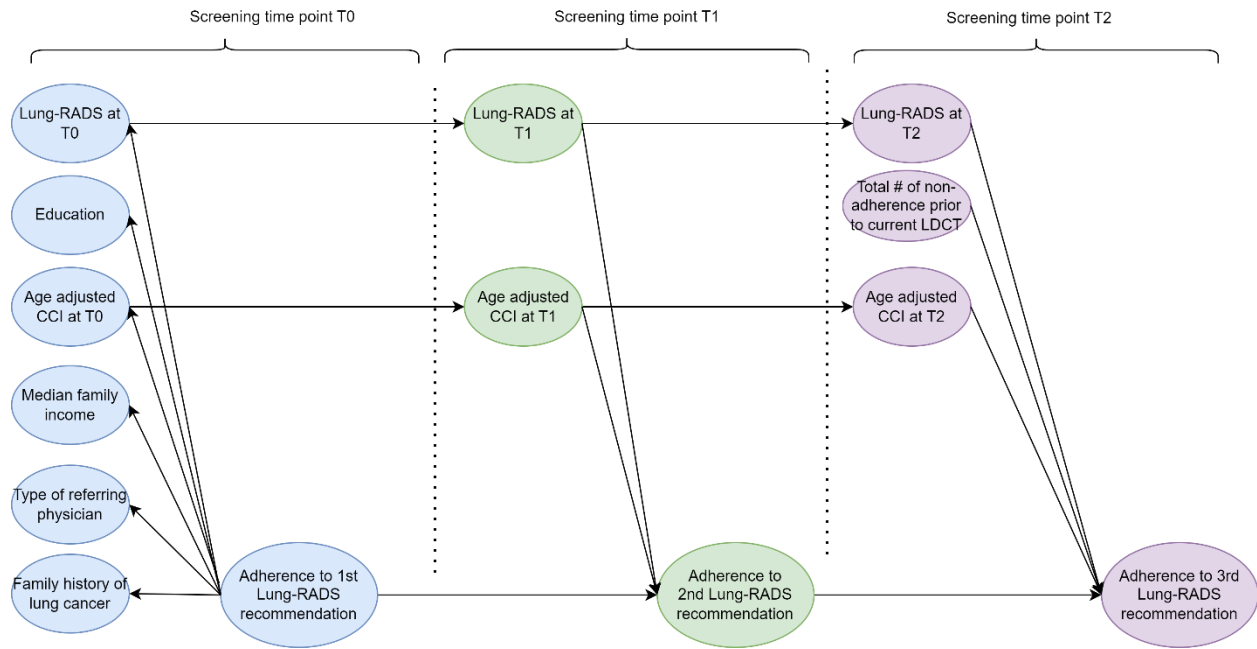 Screening time point T0
Screening time point T1
Screening time point T2
Lung-RADS at
T0
Lung-RADS at
T1
Lung-RADS at
T2
Education
Total # of non-
adherence prior
to current LDCT
Age adjusted
CCI at T0
Age adjusted
CCI at T1
Age adjusted
CCI at T2
Median family
income
Type of referring
physician
Family history of
lung cancer
Adherence to 1st
Lung-RADS
recommendation
Adherence to
2nd Lung-RADS
recommendation
Adherence to 3rd
Lung-RADS
recommendation